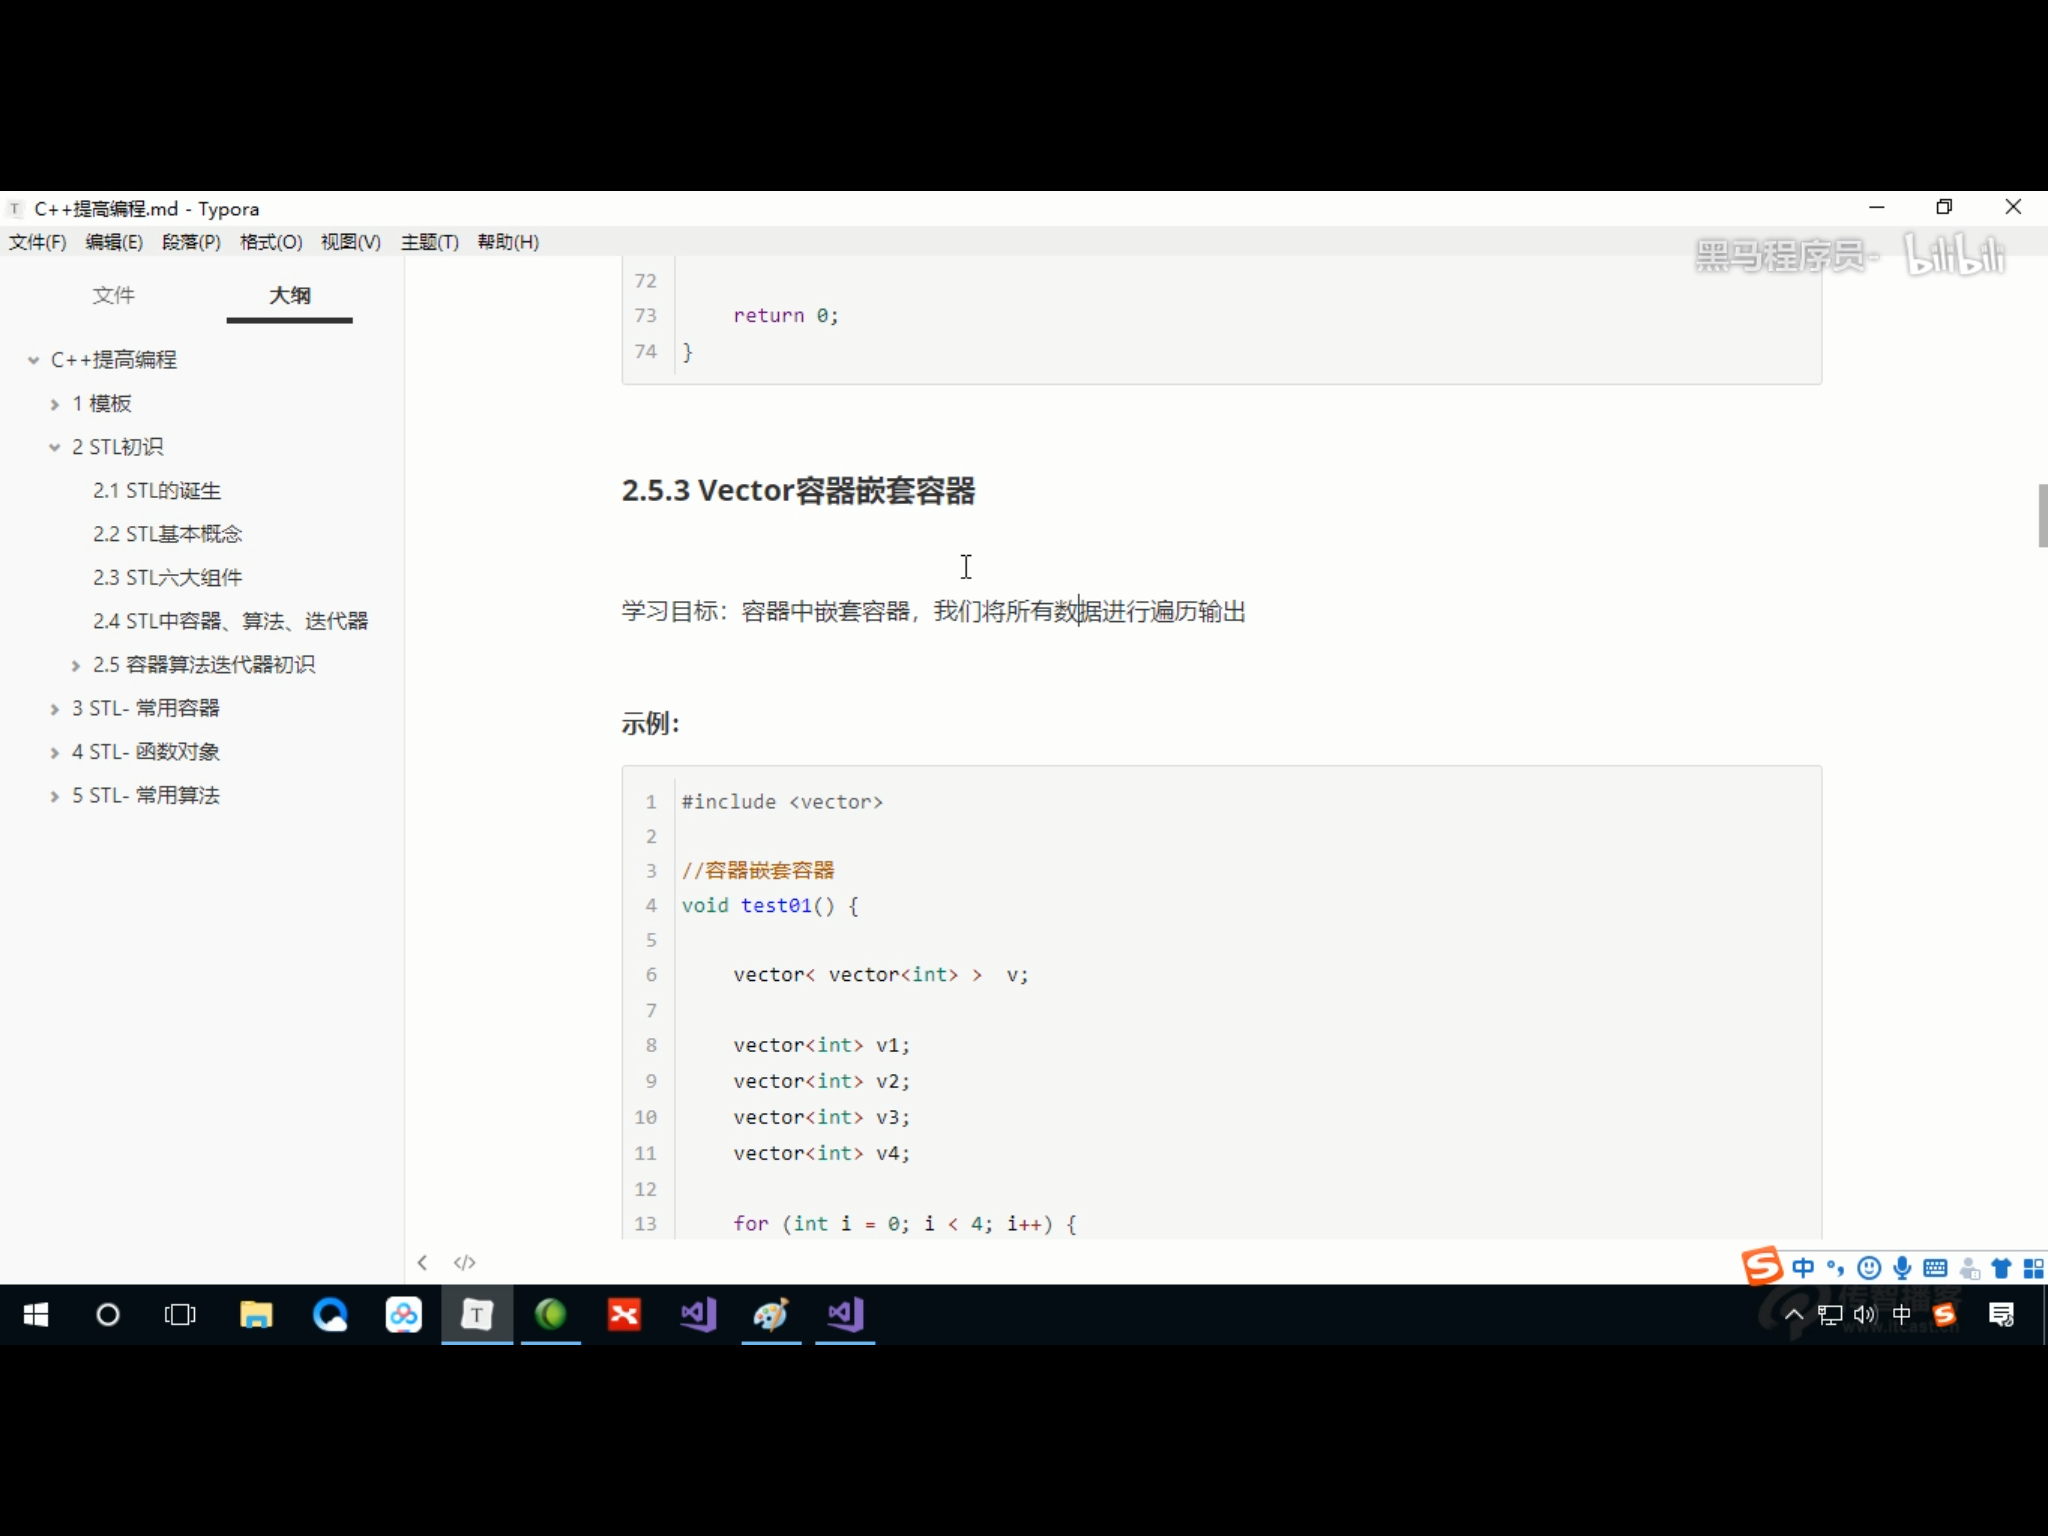 C++提高编程.md - Typora
文件(F) 编辑(E) 段落(P) 格式(O) 视图(V) 主题(T) 帮助(H)
黑马程序员- bilibili
文件 大纲
C++提高编程
1 模板
2 STL初识
2.1 STL的诞生
2.2 STL基本概念
2.3 STL六大组件
2.4 STL中容器、算法、迭代器
2.5 容器算法迭代器初识
3 STL- 常用容器
4 STL- 函数对象
5 STL- 常用算法
72
73 return 0;
74 }
2.5.3 Vector容器嵌套容器
学习目标：容器中嵌套容器，我们将所有数据进行遍历输出
示例：
1 #include <vector>
2
3 //容器嵌套容器
4 void test01() {
5
6 vector< vector<int> >  v;
7
8 vector<int> v1;
9 vector<int> v2;
10 vector<int> v3;
11 vector<int> v4;
12
13 for (int i = 0; i < 4; i++) {
中
传智播客
www.itcast.cn
中